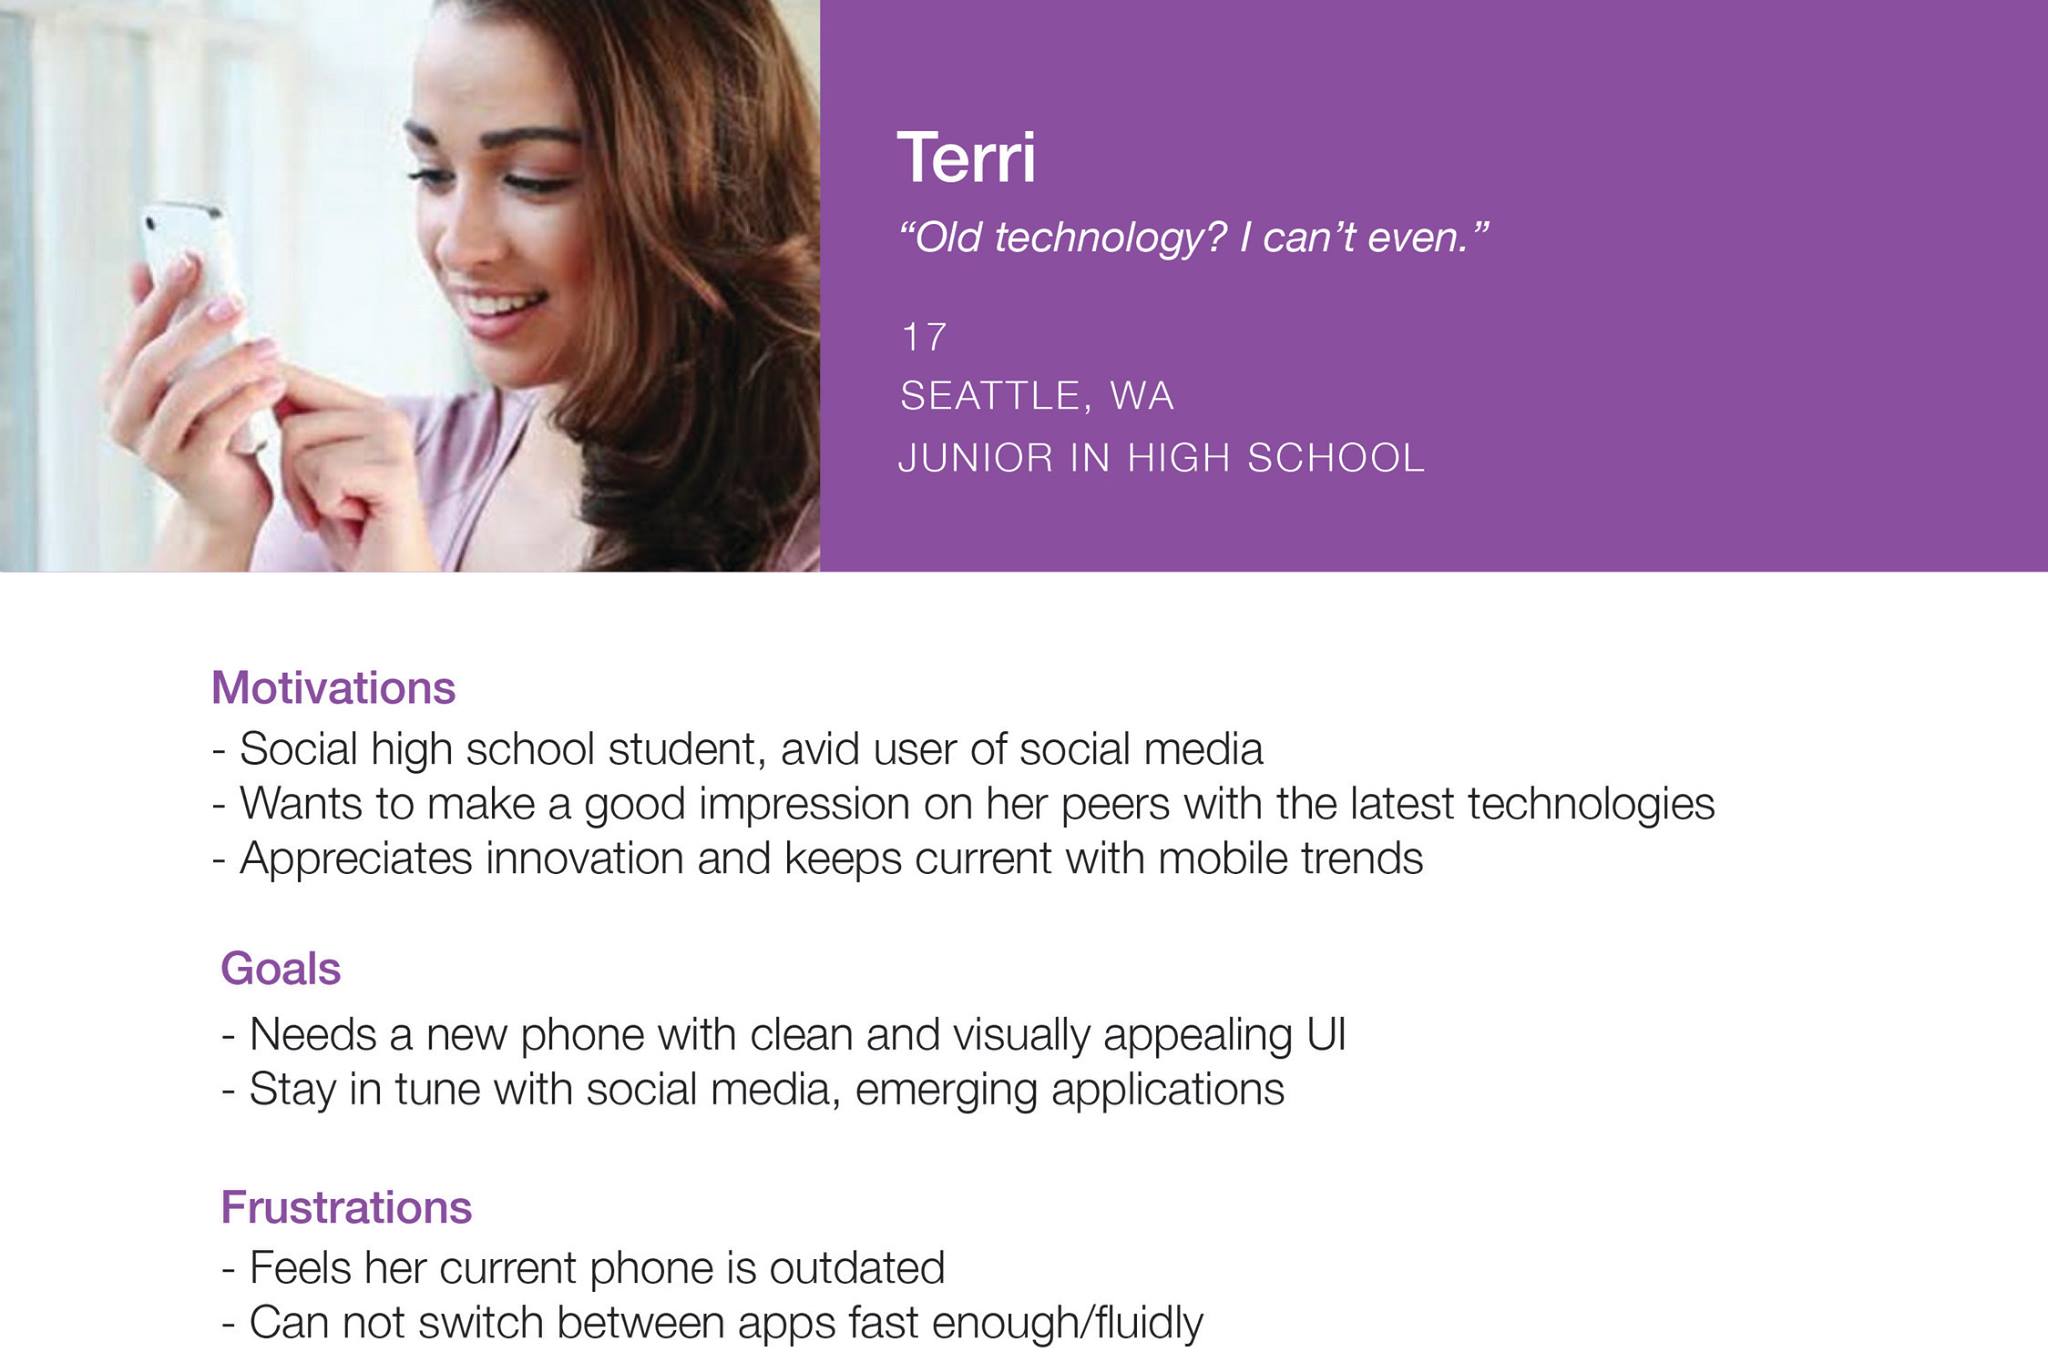 Terri
“Old technology? I can’t even.”
17
SEATTLE, WA
JUNIOR IN HIGH SCHOOL
Motivations
- Social high school student, avid user of social media
- Wants to make a good impression on her peers with the latest technologies
- Appreciates innovation and keeps current with mobile trends
Goals
- Needs a new phone with clean and visually appealing UI
- Stay in tune with social media, emerging applications
Frustrations
- Feels her current phone is outdated
- Can not switch between apps fast enough/fluidly